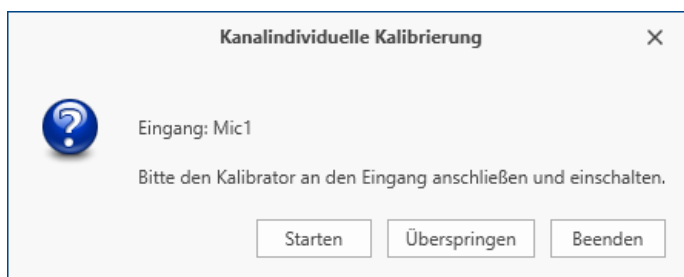 Kanalindividuelle Kalibrierung
Eingang: Mic1
Bitte den Kalibrator an den Eingang anschließen und einschalten.
Starten Überspringen Beenden